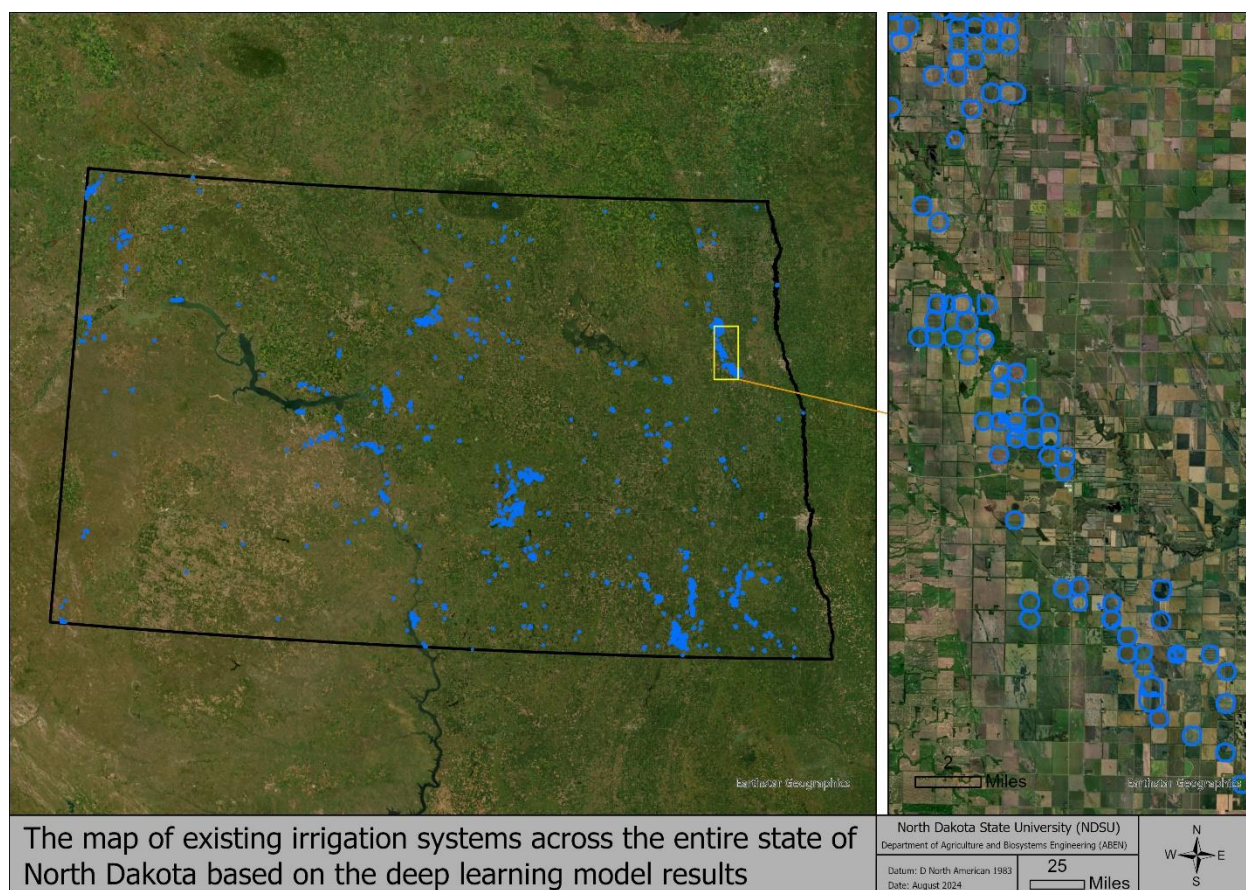 Earthstar Geographics
2
Miles
Earthstar Geographics
The map of existing irrigation systems across the entire state of
North Dakota based on the deep learning model results
North Dakota State University (NDSU)
Department of Agriculture and Biosystems Engineering (ABEN)
Datum: D North American 1983
Date: August 2024
25
Miles
N
W E
S